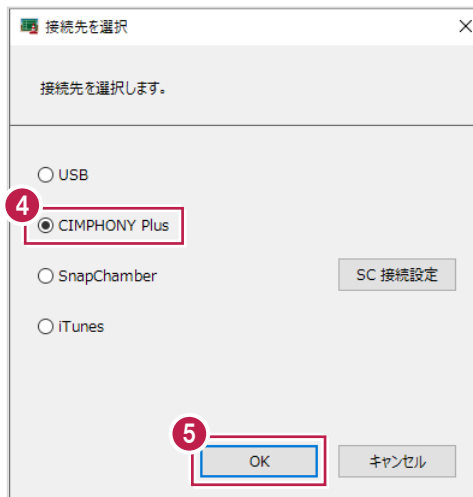 接続先を選択
接続先を選択します。
USB
4
CIMPHONY Plus
SnapChamber
SC 接続設定
iTunes
5
OK
キャンセル